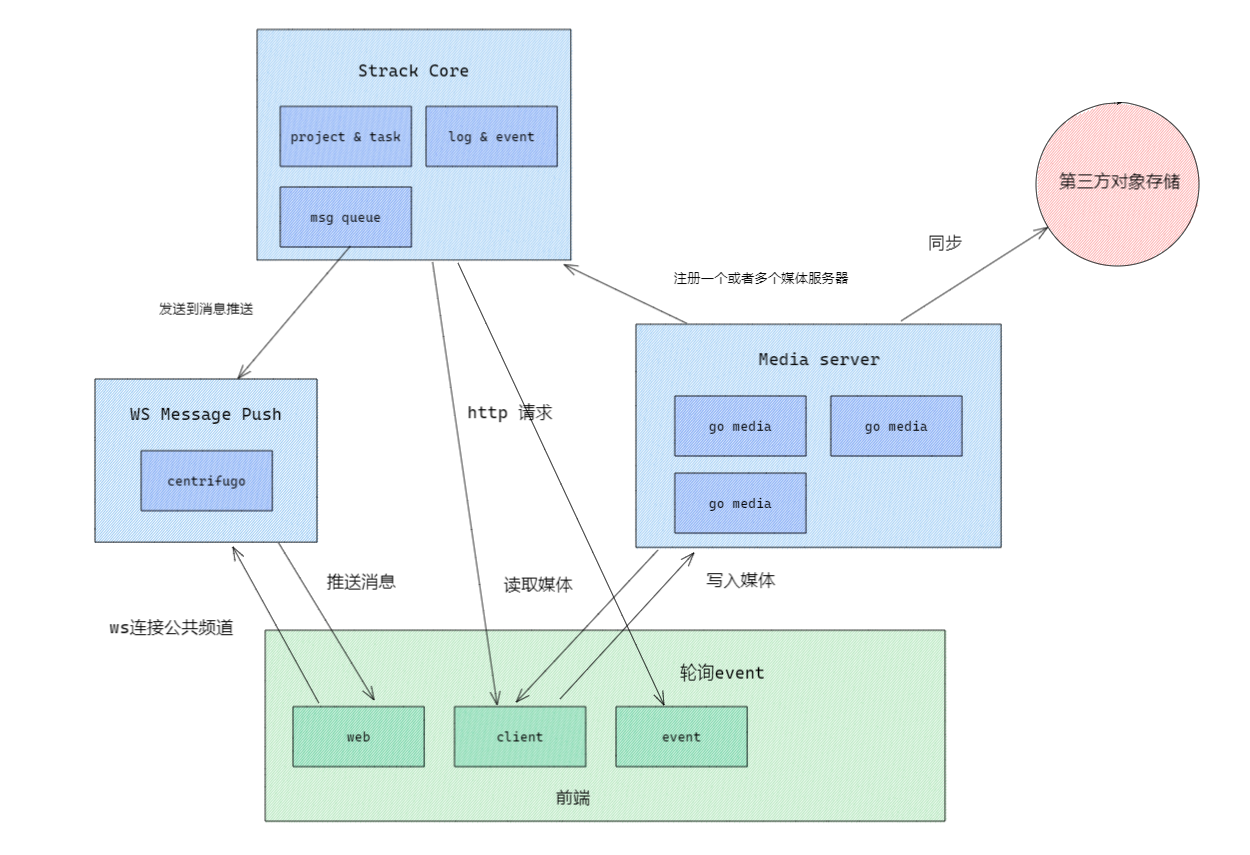 Strack Core
project & task
log & event
msg queue
第三方对象存储
同步
注册一个或者多个媒体服务器
发送到消息推送
Media server
go media
go media
go media
WS Message Push
centrifugo
http 请求
推送消息
读取媒体
写入媒体
ws连接公共频道
轮询event
web
client
event
前端